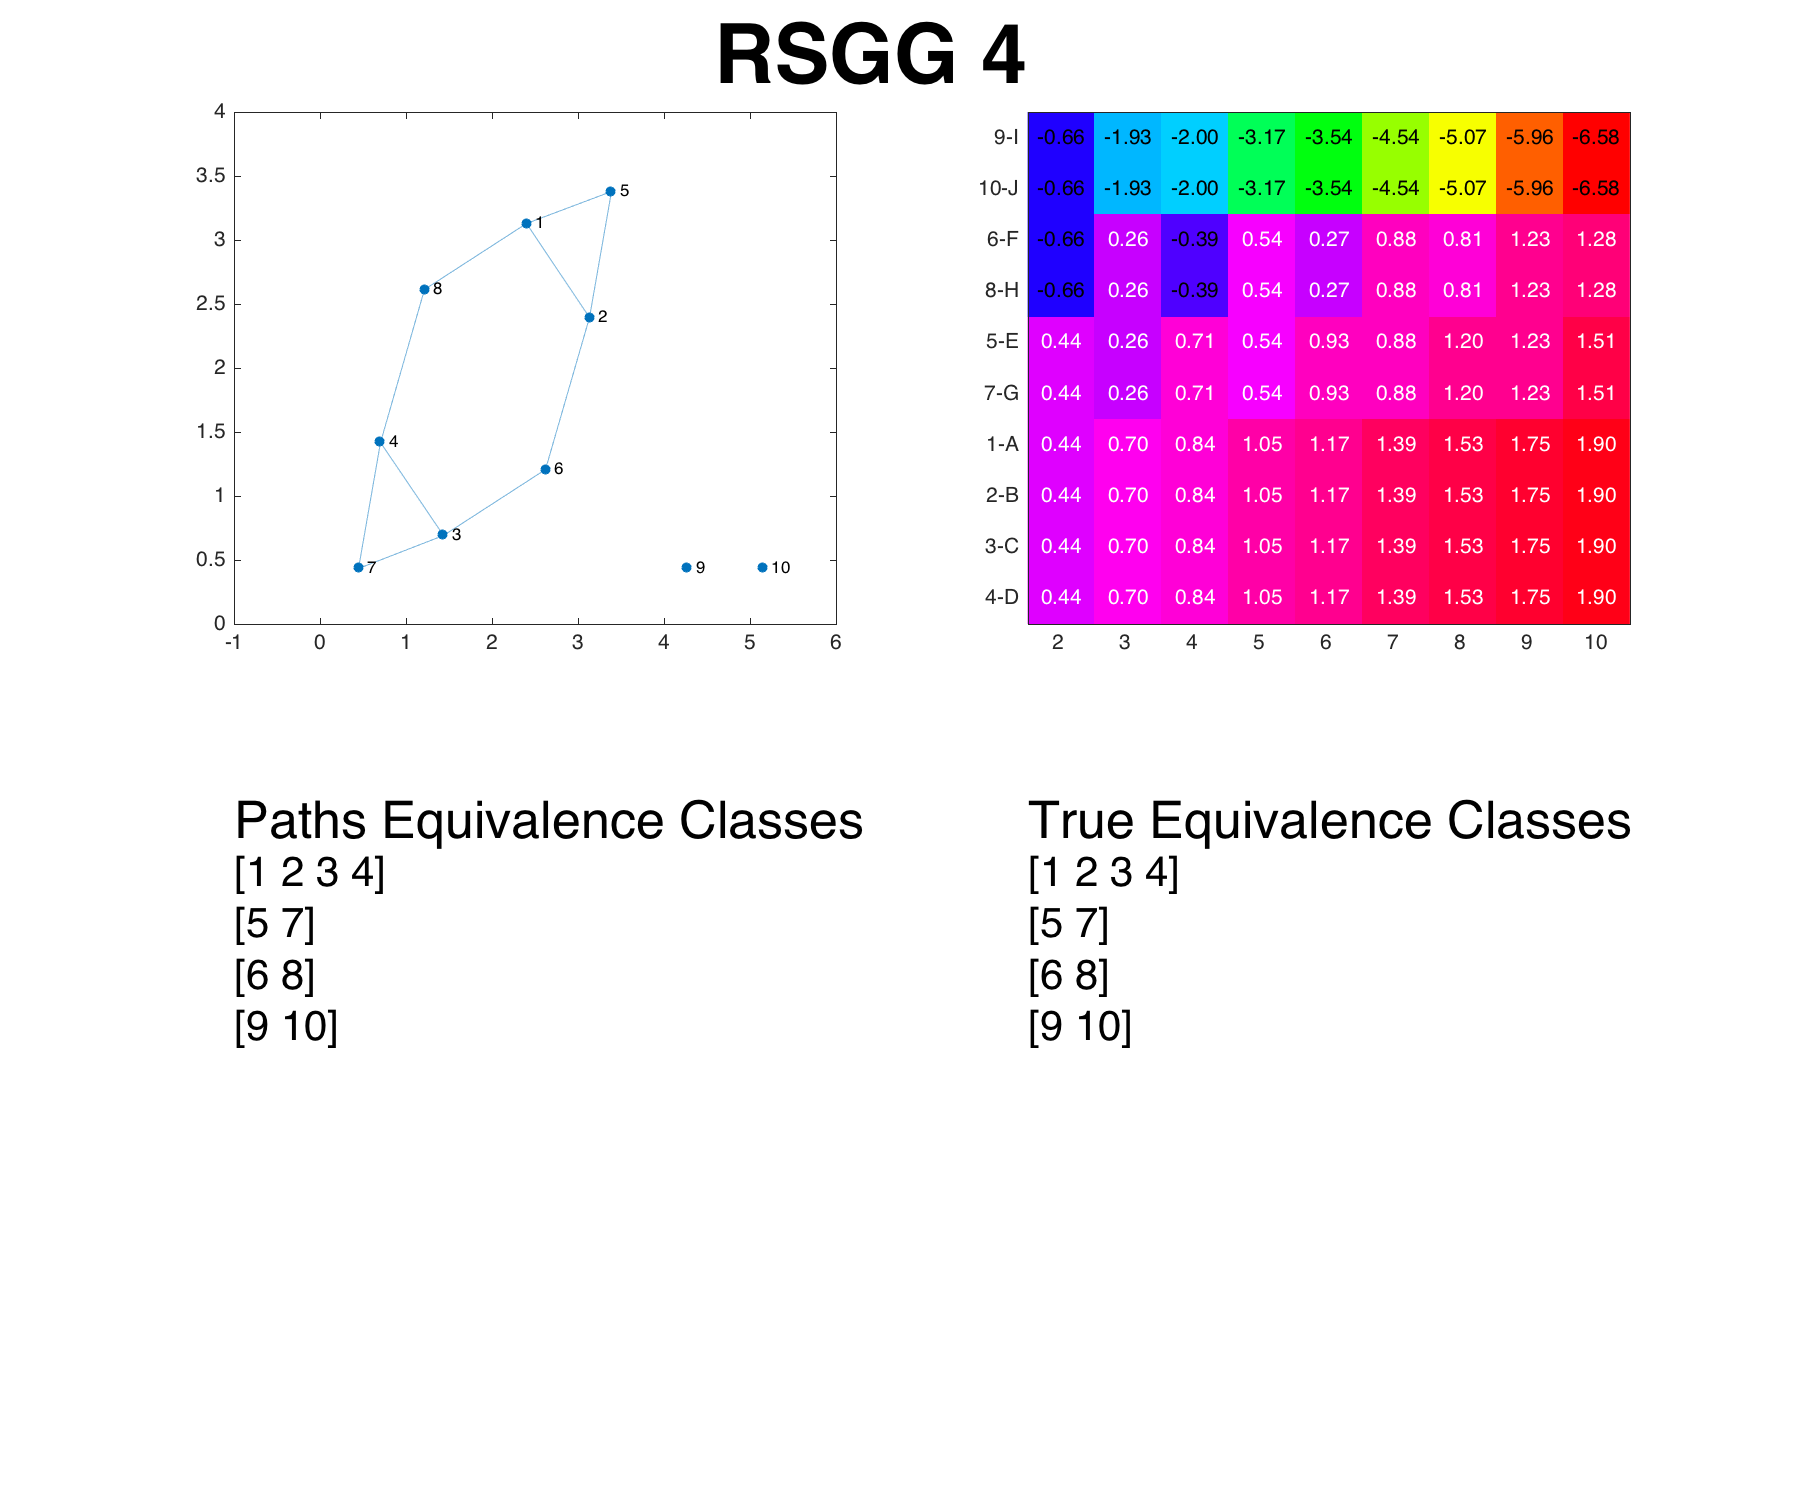 RSGG 4
4
3.5
3
2.5
2
1.5
1
0.5
0
-1 0 1 2 3 4 5 6
5
1
8
2
4
6
3
7
9
10
9-I -0.66 -1.93 -2.00 -3.17 -3.54 -4.54 -5.07 -5.96 -6.58
10-J -0.66 -1.93 -2.00 -3.17 -3.54 -4.54 -5.07 -5.96 -6.58
6-F -0.66 0.26 -0.39 0.54 0.27 0.88 0.81 1.23 1.28
8-H -0.66 0.26 -0.39 0.54 0.27 0.88 0.81 1.23 1.28
5-E 0.44 0.26 0.71 0.54 0.93 0.88 1.20 1.23 1.51
7-G 0.44 0.26 0.71 0.54 0.93 0.88 1.20 1.23 1.51
1-A 0.44 0.70 0.84 1.05 1.17 1.39 1.53 1.75 1.90
2-B 0.44 0.70 0.84 1.05 1.17 1.39 1.53 1.75 1.90
3-C 0.44 0.70 0.84 1.05 1.17 1.39 1.53 1.75 1.90
4-D 0.44 0.70 0.84 1.05 1.17 1.39 1.53 1.75 1.90
2 3 4 5 6 7 8 9 10
Paths Equivalence Classes
[1 2 3 4]
[5 7]
[6 8]
[9 10]
True Equivalence Classes
[1 2 3 4]
[5 7]
[6 8]
[9 10]